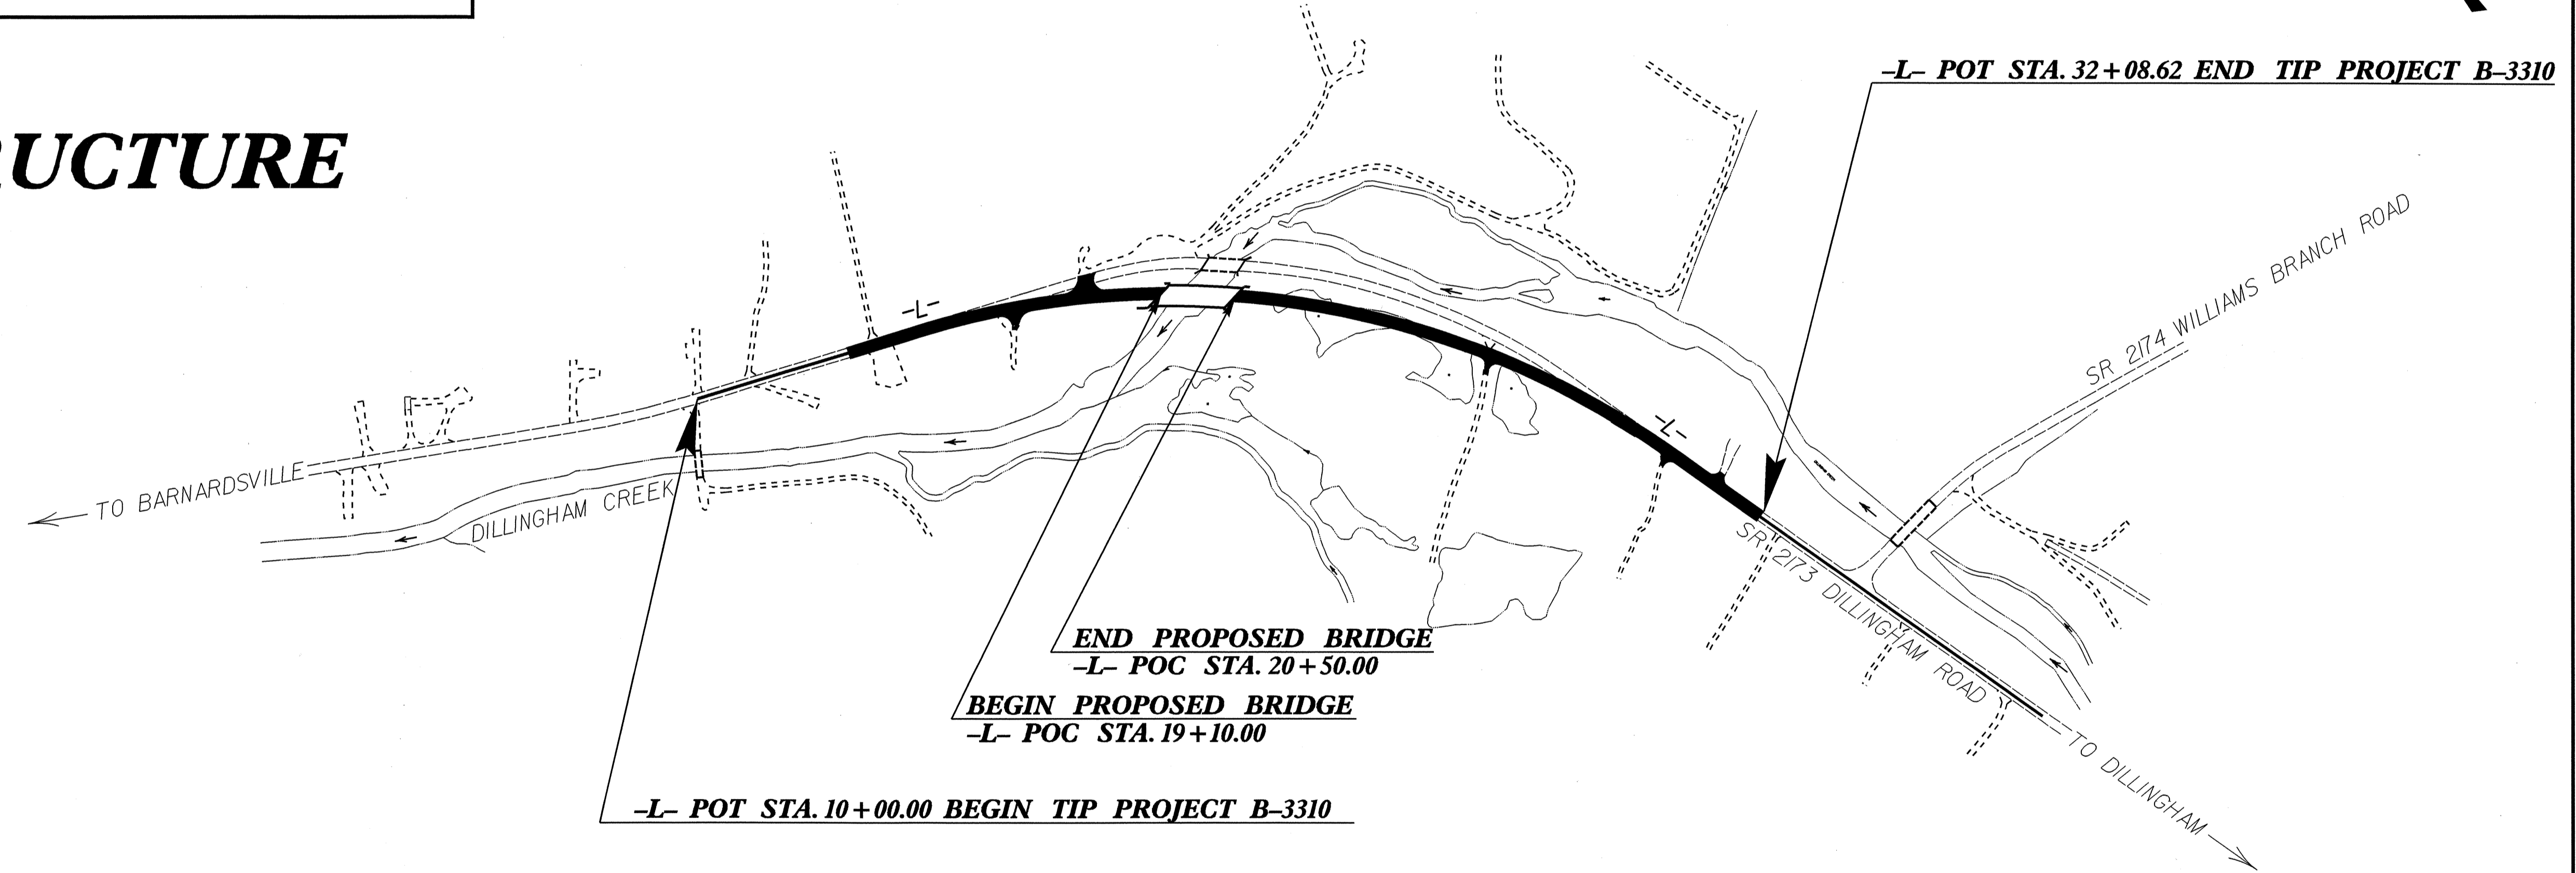 –L– POT STA. 32+08.62 END TIP PROJECT B–3310
RUCTURE
SR 2174 WILLIAMS BRANCH ROAD
–L–
–L–
TO BARNARDSVILLE
DILLINGHAM CREEK
SR 2173 DILLINGHAM ROAD
END PROPOSED BRIDGE
–L– POC STA. 20+50.00
BEGIN PROPOSED BRIDGE
–L– POC STA. 19+10.00
TO DILLINGHAM
–L– POT STA. 10+00.00 BEGIN TIP PROJECT B–3310